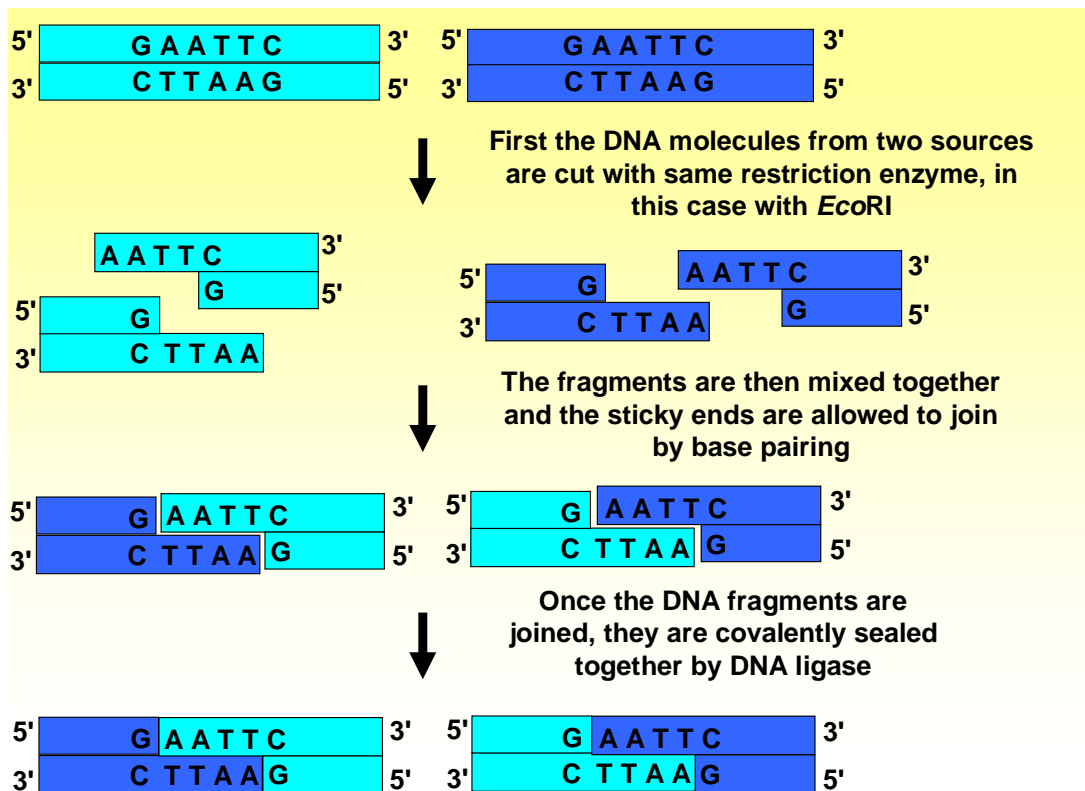 5' G A A T T C 3'
3' C T T A A G 5'
5' G A A T T C 3'
3' C T T A A G 5'
First the DNA molecules from two sources
are cut with same restriction enzyme, in
this case with EcoRI
A A T T C 3'
G 5'
5' G
3' C T T A A
5' G
3' C T T A A
A A T T C 3'
G 5'
The fragments are then mixed together
and the sticky ends are allowed to join
by base pairing
5' G A A T T C 3'
3' C T T A A G 5'
5' G A A T T C 3'
3' C T T A A G 5'
Once the DNA fragments are
joined, they are covalently sealed
together by DNA ligase
5' G A A T T C 3'
3' C T T A A G 5'
5' G A A T T C 3'
3' C T T A A G 5'